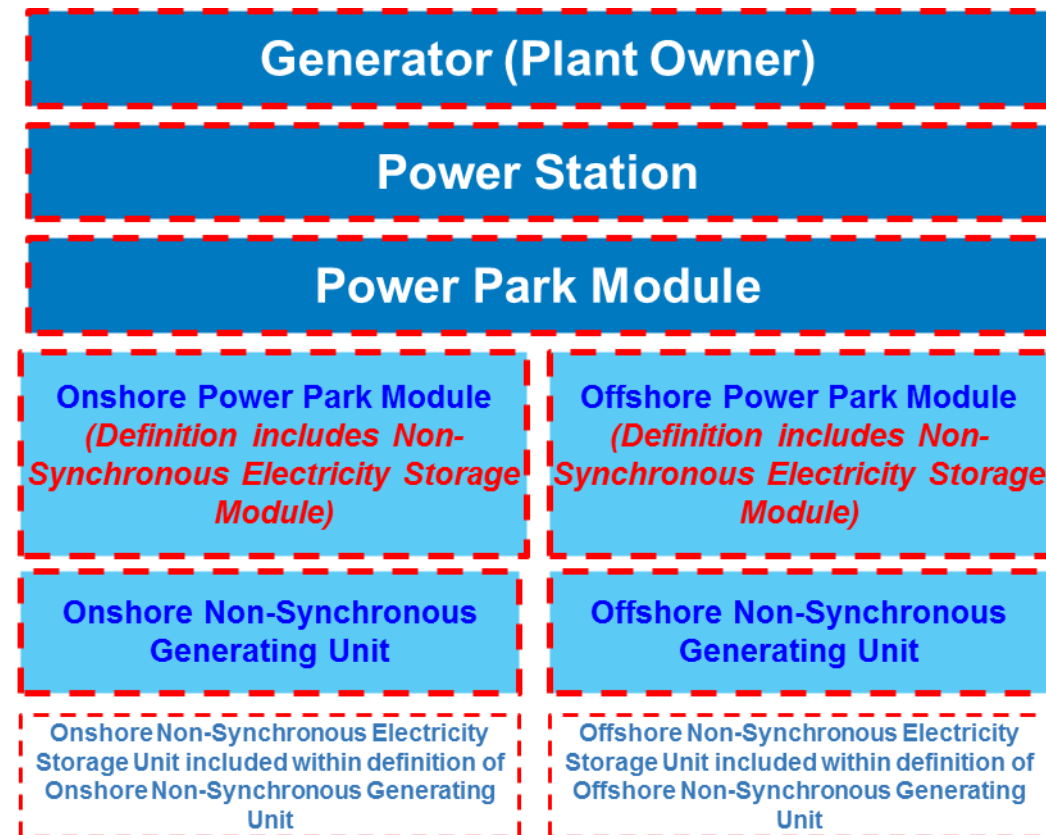 Generator (Plant Owner)
Power Station
Power Park Module
Onshore Power Park Module
(Definition includes Non-
Synchronous Electricity Storage
Module)
Offshore Power Park Module
(Definition includes Non-
Synchronous Electricity Storage
Module)
Onshore Non-Synchronous
Generating Unit
Offshore Non-Synchronous
Generating Unit
Onshore Non-Synchronous Electricity
Storage Unit included within definition of
Onshore Non-Synchronous Generating
Unit
Offshore Non-Synchronous Electricity
Storage Unit included within definition of
Offshore Non-Synchronous Generating
Unit